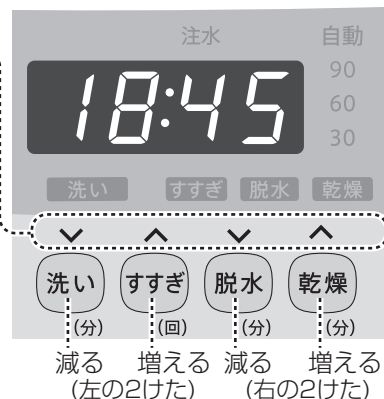 注水 自動
90
60
30
18:45
洗い すすぎ 脱水 乾燥
洗い すすぎ 脱水 乾燥
(分) (回) (分) (分)
減る 増える 減る 増える
(左の2けた) (右の2けた)